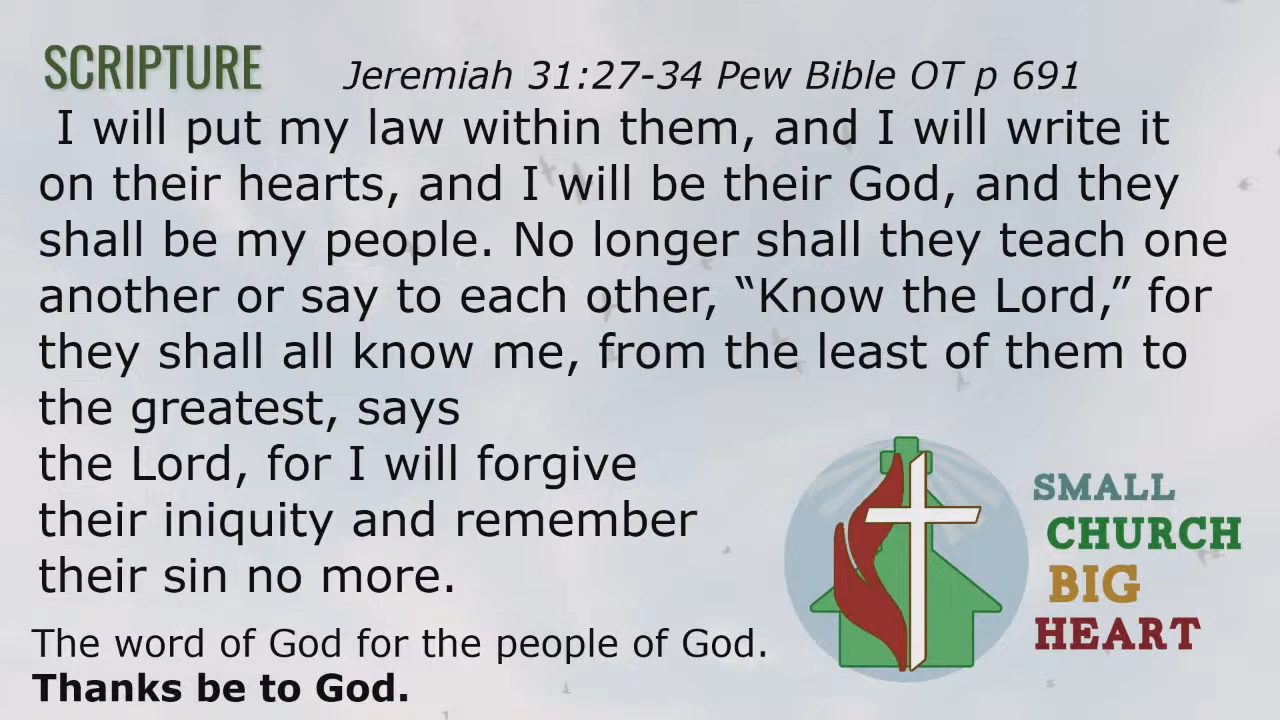 SCRIPTURE Jeremiah 31:27-34 Pew Bible OT p 691
I will put my law within them, and I will write it
on their hearts, and I will be their God, and they
shall be my people. No longer shall they teach one
another or say to each other, “Know the Lord,” for
they shall all know me, from the least of them to
the greatest, says
the Lord, for I will forgive
their iniquity and remember
their sin no more.
The word of God for the people of God.
Thanks be to God.
SMALL
CHURCH
BIG
HEART